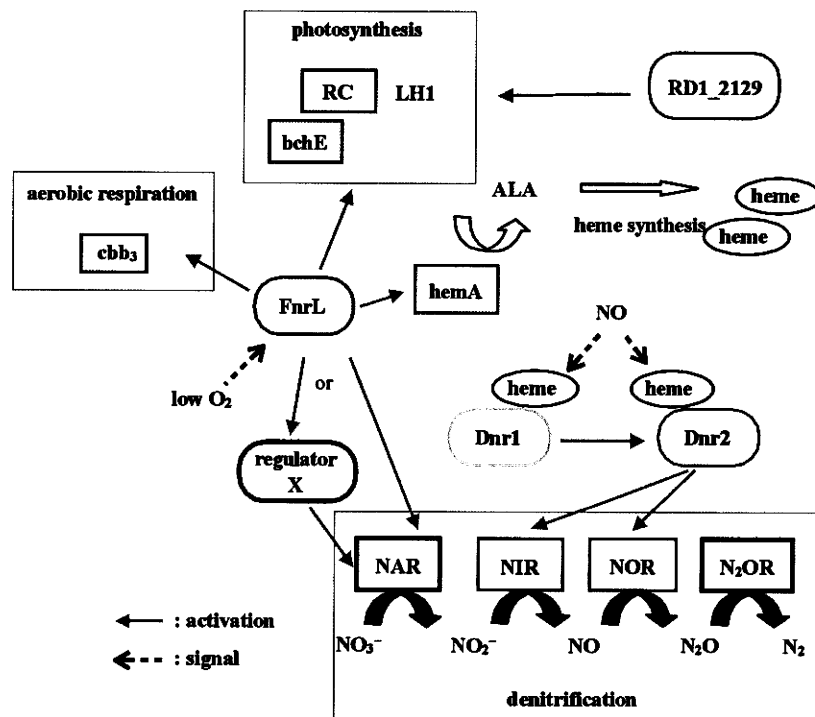 photosynthesis
RC LH1
RD1_2129
bchE
aerobic respiration
cbb₃
ALA
heme
heme synthesis
heme
FnrL
hemA
NO
low O₂
or
heme heme
Dnr1 Dnr2
regulator
X
NAR NIR NOR N₂OR
: activation
NO₃⁻ NO₂⁻ NO N₂O N₂
: signal
denitrification